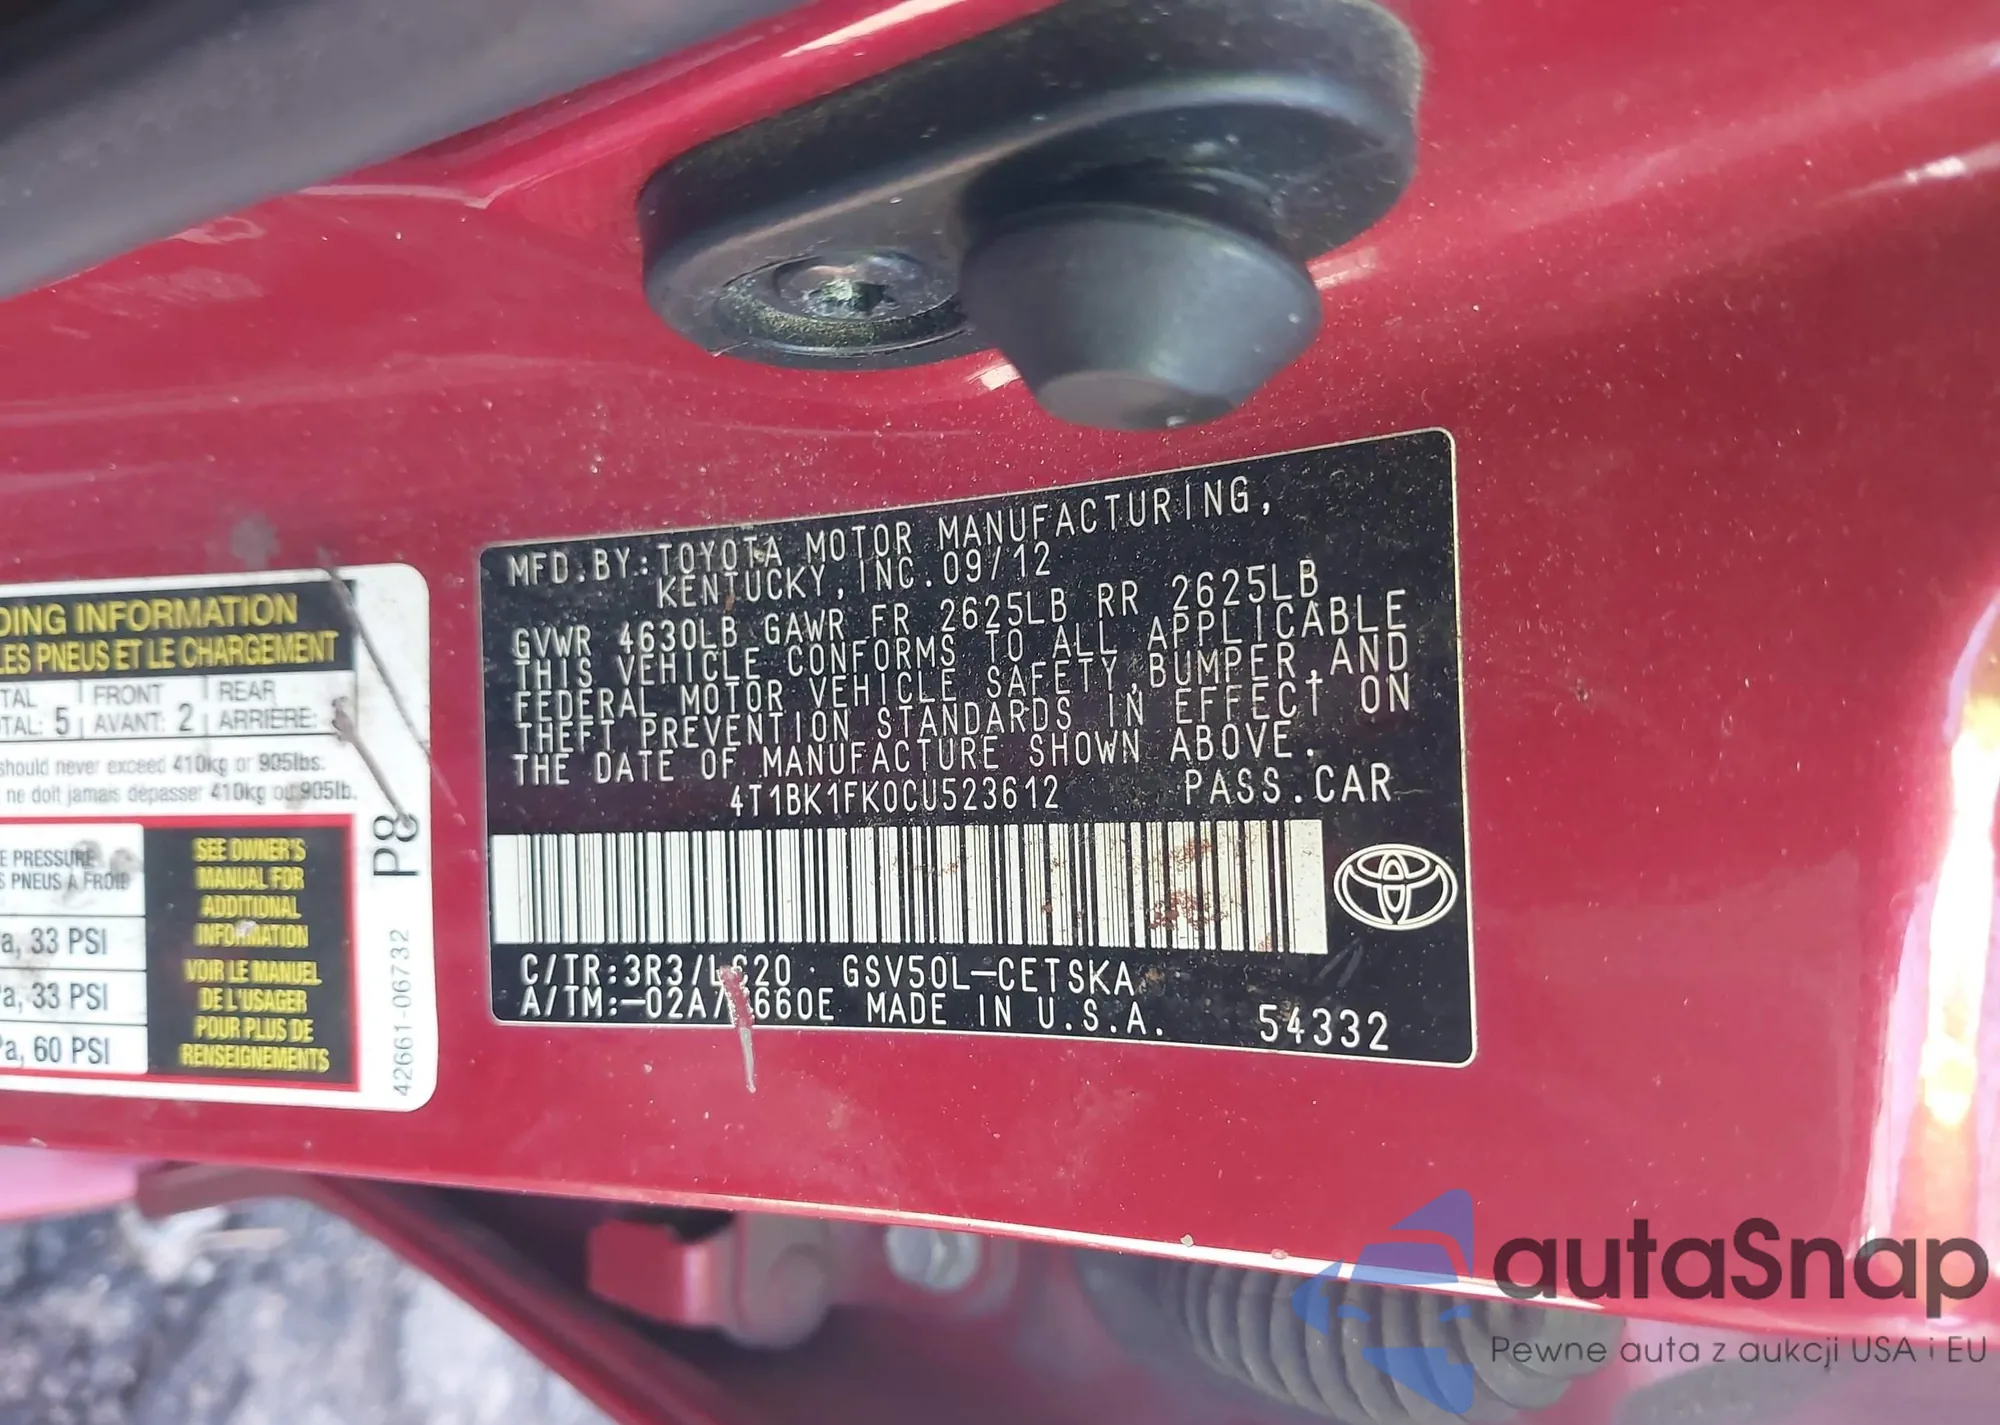 DING INFORMATION
LES PNEUS ET LE CHARGEMENT
TAL FRONT REAR
TAL: 5 AVANT: 2 ARRIÈRE:
should never exceed 410kg or 905lbs.
ne doit jamais dépasser 410kg ou 905lb.
E PRESSURE
S PNEUS À FROID
a, 33 PSI
a, 33 PSI
Pa, 60 PSI
SEE OWNER'S
MANUAL FOR
ADDITIONAL
INFORMATION
VOIR LE MANUEL
DE L'USAGER
POUR PLUS DE
RENSEIGNEMENTS
P8
42661-06732
MFD.BY:TOYOTA MOTOR MANUFACTURING,
KENTUCKY, INC. 09/12
GVWR 4630LB GAWR FR 2625LB RR 2625LB
THIS VEHICLE CONFORMS TO ALL APPLICABLE
FEDERAL MOTOR VEHICLE SAFETY,BUMPER,AND
THEFT PREVENTION STANDARDS IN EFFECT ON
THE DATE OF MANUFACTURE SHOWN ABOVE.
4T1BK1FK0CU523612 PASS.CAR
C/TR:3R3/ GSV50L-CETSKA
A/TM:-02A/ MADE IN U.S.A. 54332
autaSnap
Pewne auta z aukcji USA i EU